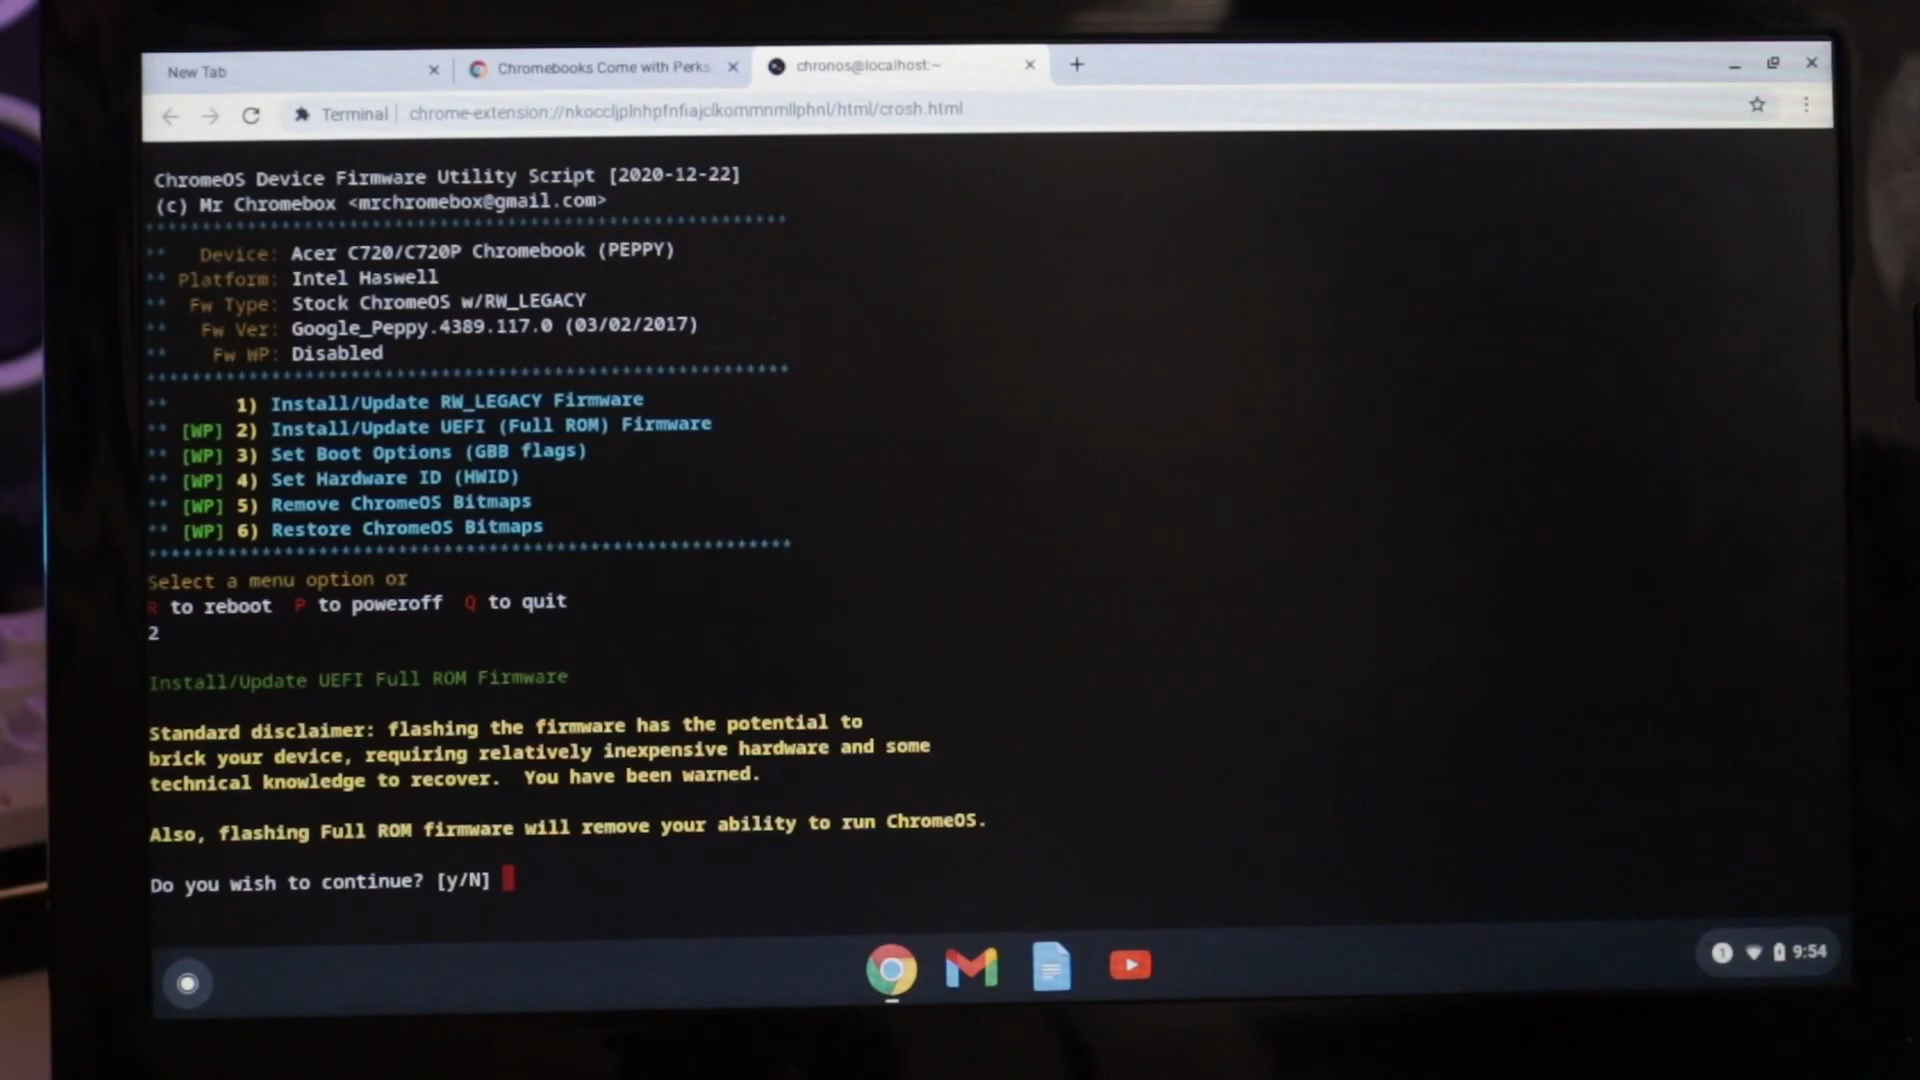 New Tab
Chromebooks Come with Perks
chronos@localhost:~
Terminal
chrome-extension://nkoccljplnhpfnfiajclkommnmllphnl/html/crosh.html
ChromeOS Device Firmware Utility Script [2020-12-22]
(c) Mr Chromebox <mrchromebox@gmail.com>
*********************************************************
** Device: Acer C720/C720P Chromebook (PEPPY)
** Platform: Intel Haswell
** Fw Type: Stock ChromeOS w/RW_LEGACY
** Fw Ver: Google_Peppy.4389.117.0 (03/02/2017)
** Fw WP: Disabled
*********************************************************
** 1) Install/Update RW_LEGACY Firmware
** [WP] 2) Install/Update UEFI (Full ROM) Firmware
** [WP] 3) Set Boot Options (GBB flags)
** [WP] 4) Set Hardware ID (HWID)
** [WP] 5) Remove ChromeOS Bitmaps
** [WP] 6) Restore ChromeOS Bitmaps
*********************************************************
Select a menu option or
R to reboot P to poweroff Q to quit
2
Install/Update UEFI Full ROM Firmware
Standard disclaimer: flashing the firmware has the potential to
brick your device, requiring relatively inexpensive hardware and some
technical knowledge to recover. You have been warned.
Also, flashing Full ROM firmware will remove your ability to run ChromeOS.
Do you wish to continue? [y/N]
1 9:54